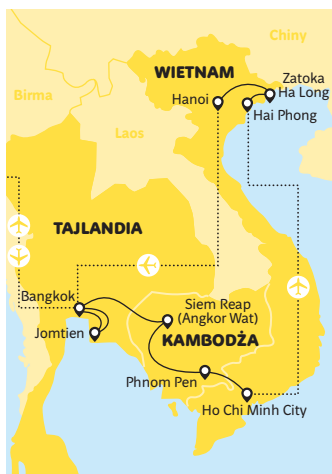 Chiny
WIETNAM
Zatoka
Ha Long
Birma
Hanoi
Hai Phong
Laos
TAJLANDIA
Bangkok
Siem Reap
(Angkor Wat)
Jomtien
KAMBODŻA
Phnom Pen
Ho Chi Minh City